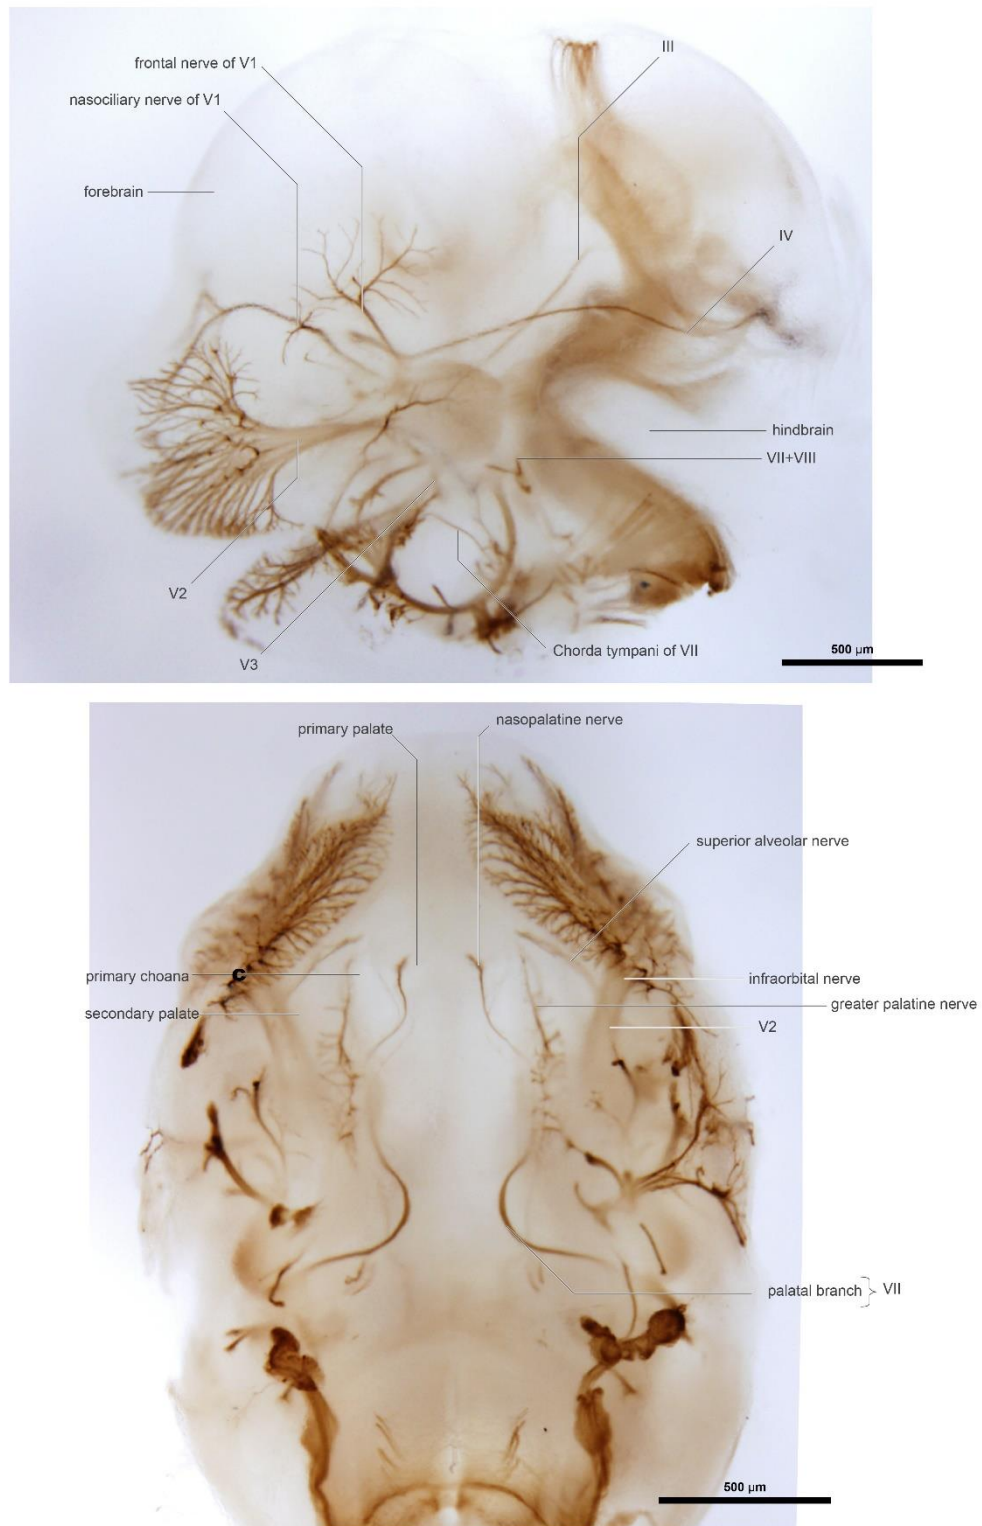 frontal nerve of V1
III
nasociliary nerve of V1
forebrain
IV
hindbrain
VII+VIII
V2
V3
Chorda tympani of VII
500 µm
primary palate
nasopalatine nerve
superior alveolar nerve
primary choana
c
infraorbital nerve
secondary palate
greater palatine nerve
V2
palatal branch } VII
500 µm